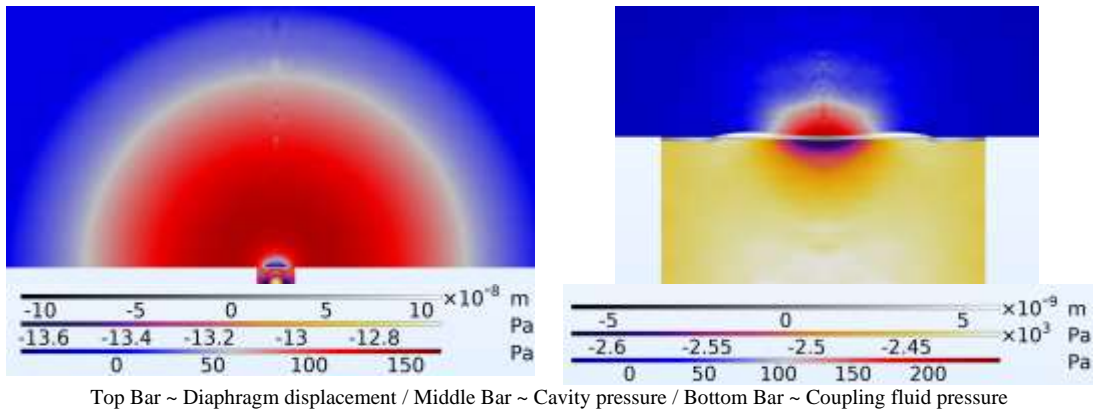 -10 -5 0 5 10 ×10⁻⁸ m
-13.6 -13.4 -13.2 -13 -12.8 Pa
0 50 100 150 Pa
-5 0 5 ×10⁻⁹ m
-2.6 -2.55 -2.5 -2.45 ×10³ Pa
0 50 100 150 200 Pa
Top Bar ~ Diaphragm displacement / Middle Bar ~ Cavity pressure / Bottom Bar ~ Coupling fluid pressure